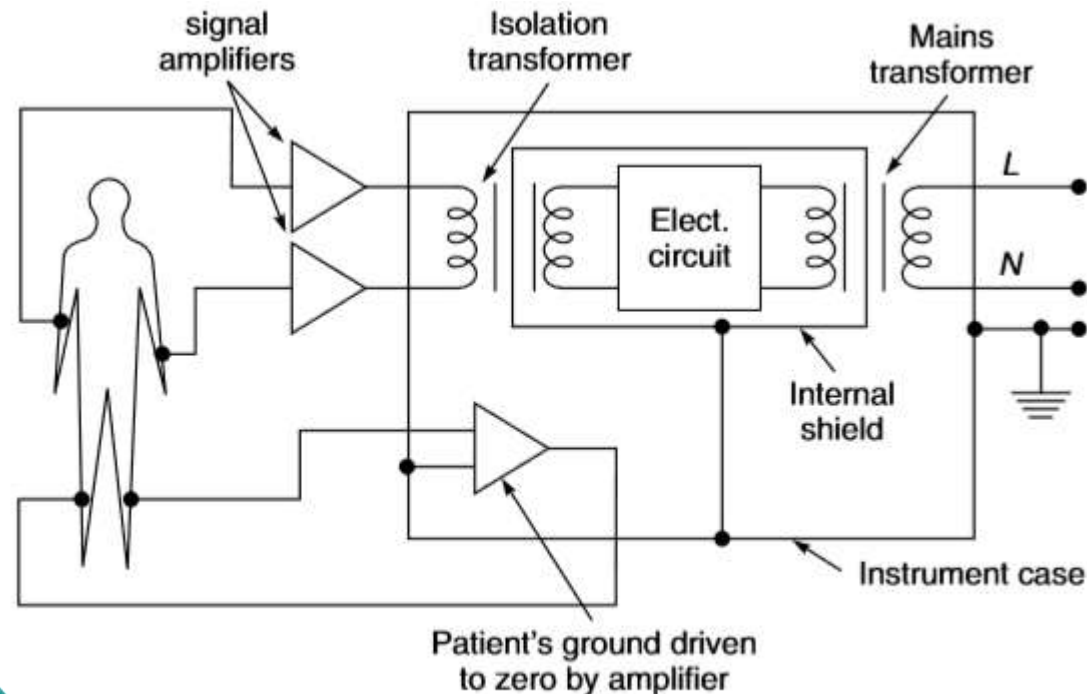 signal
amplifiers
Isolation
transformer
Mains
transformer
L
Elect.
circuit
N
Internal
shield
Instrument case
Patient's ground driven
to zero by amplifier